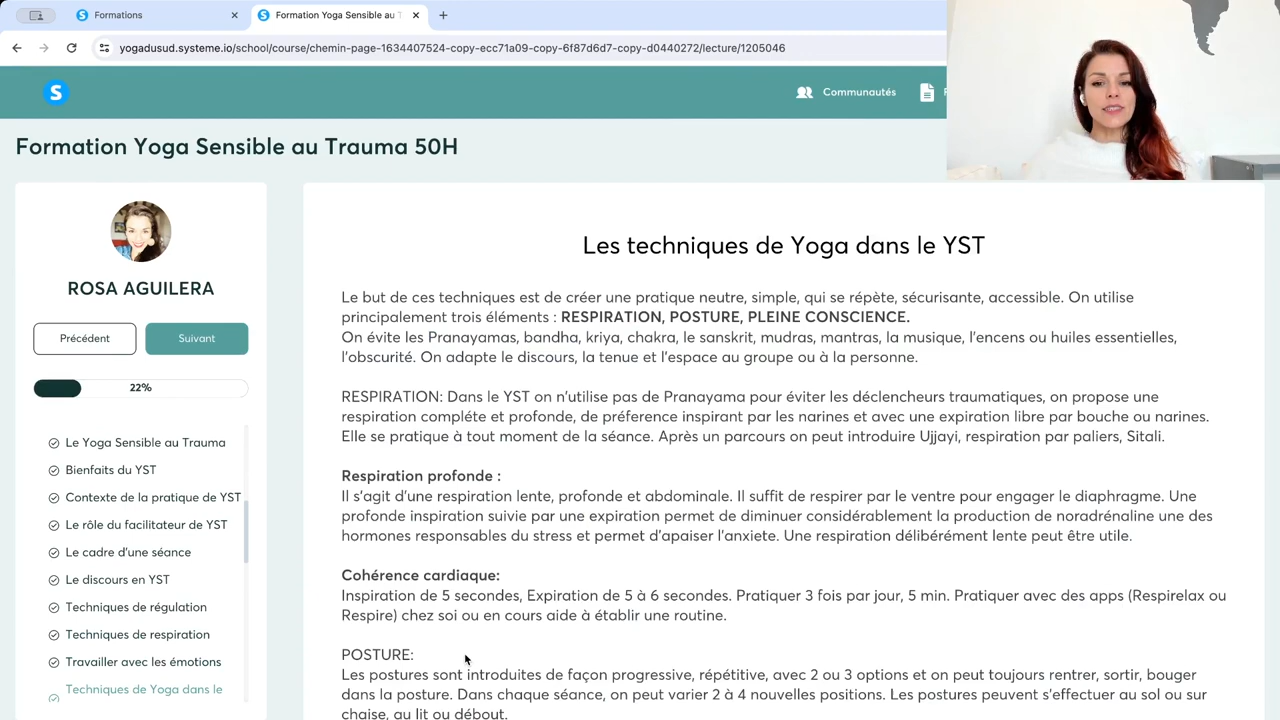 Formations
Formation Yoga Sensible au T
yogadusud.systeme.io/school/course/chemin-page-1634407524-copy-ecc71a09-copy-6f87d6d7-copy-d0440272/lecture/1205046
S
Communautés
Formation Yoga Sensible au Trauma 50H
ROSA AGUILERA
Précédent
Suivant
22%
Le Yoga Sensible au Trauma
Bienfaits du YST
Contexte de la pratique de YST
Le rôle du facilitateur de YST
Le cadre d'une séance
Le discours en YST
Techniques de régulation
Techniques de respiration
Travailler avec les émotions
Techniques de Yoga dans le
Les techniques de Yoga dans le YST
Le but de ces techniques est de créer une pratique neutre, simple, qui se répète, sécurisante, accessible. On utilise
principalement trois éléments : RESPIRATION, POSTURE, PLEINE CONSCIENCE.
On évite les Pranayamas, bandha, kriya, chakra, le sanskrit, mudras, mantras, la musique, l'encens ou huiles essentielles,
l'obscurité. On adapte le discours, la tenue et l'espace au groupe ou à la personne.
RESPIRATION: Dans le YST on n'utilise pas de Pranayama pour éviter les déclencheurs traumatiques, on propose une
respiration compléte et profonde, de préference inspirant par les narines et avec une expiration libre par bouche ou narines.
Elle se pratique à tout moment de la séance. Après un parcours on peut introduire Ujjayi, respiration par paliers, Sitali.
Respiration profonde :
Il s'agit d'une respiration lente, profonde et abdominale. Il suffit de respirer par le ventre pour engager le diaphragme. Une
profonde inspiration suivie par une expiration permet de diminuer considérablement la production de noradrénaline une des
hormones responsables du stress et permet d'apaiser l'anxiete. Une respiration délibérément lente peut être utile.
Cohérence cardiaque:
Inspiration de 5 secondes, Expiration de 5 à 6 secondes. Pratiquer 3 fois par jour, 5 min. Pratiquer avec des apps (Respirelax ou
Respire) chez soi ou en cours aide à établir une routine.
POSTURE:
Les postures sont introduites de façon progressive, répétitive, avec 2 ou 3 options et on peut toujours rentrer, sortir, bouger
dans la posture. Dans chaque séance, on peut varier 2 à 4 nouvelles positions. Les postures peuvent s'effectuer au sol ou sur
chaise, au lit ou débout.